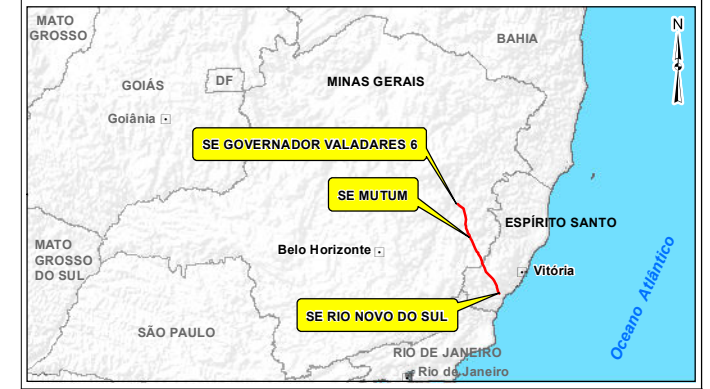 MATO
GROSSO
BAHIA
N
GOIÁS
DF
MINAS GERAIS
Goiânia
SE GOVERNADOR VALADARES 6
SE MUTUM
ESPÍRITO SANTO
MATO
GROSSO
DO SUL
Belo Horizonte
Vitória
SE RIO NOVO DO SUL
SÃO PAULO
RIO DE JANEIRO
Rio de Janeiro
Oceano Atlântico